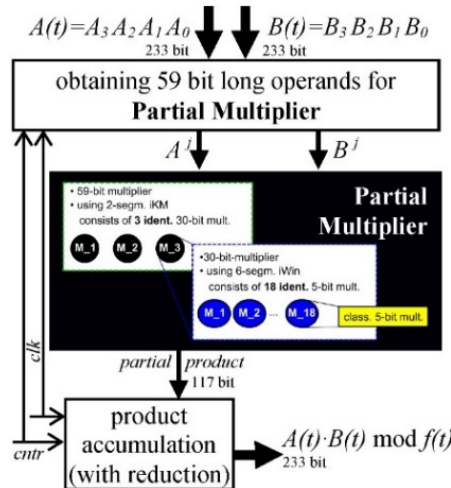 A(t)=A₃ A₂ A₁ A₀ B(t)=B₃ B₂ B₁ B₀
233 bit 233 bit
obtaining 59 bit long operands for
Partial Multiplier
A^j B^j
Partial
Multiplier
• 59-bit multiplier
• using 2-segm. iKM
consists of 3 ident. 30-bit mult.
M_1 M_2 M_3
•30-bit-multiplier
• using 6-segm. iWin
consists of 18 ident. 5-bit mult.
M_1 M_2 ... M_18
class. 5-bit mult.
partial product
117 bit
clk
cntr
product
accumulation
(with reduction)
A(t)·B(t) mod f(t)
233 bit